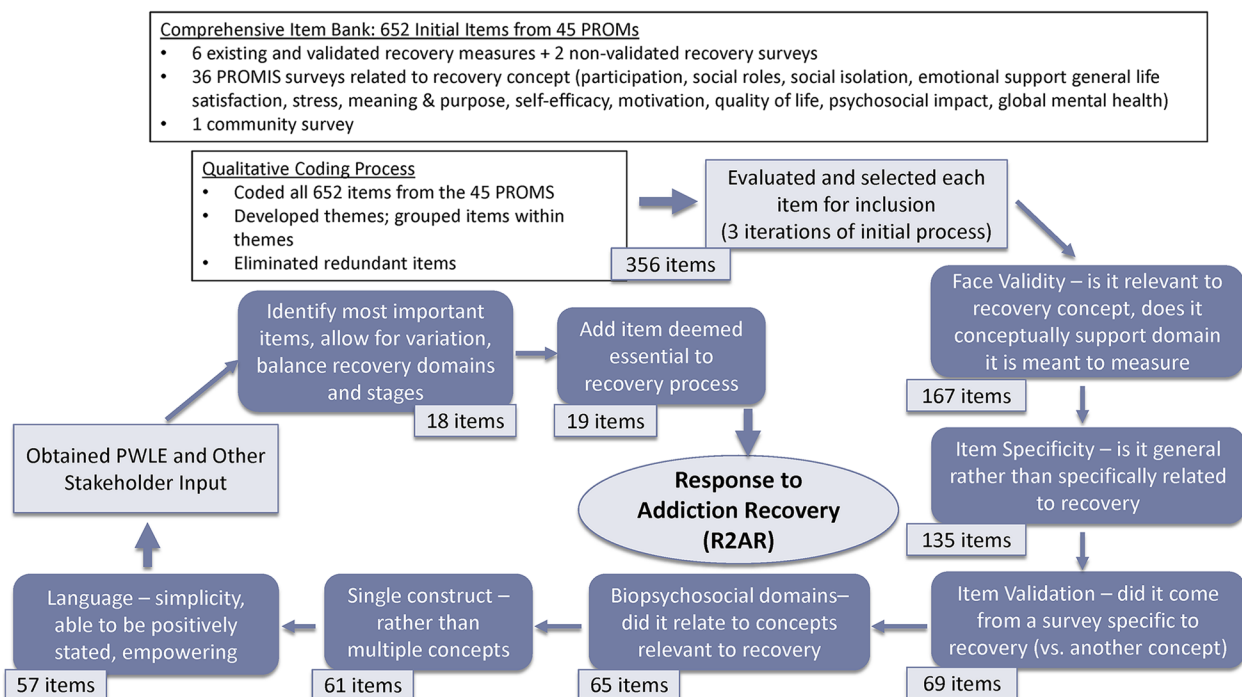 Comprehensive Item Bank: 652 Initial Items from 45 PROMs
• 6 existing and validated recovery measures + 2 non-validated recovery surveys
• 36 PROMIS surveys related to recovery concept (participation, social roles, social isolation, emotional support general life
satisfaction, stress, meaning & purpose, self-efficacy, motivation, quality of life, psychosocial impact, global mental health)
• 1 community survey
Qualitative Coding Process
• Coded all 652 items from the 45 PROMS
• Developed themes; grouped items within
themes
• Eliminated redundant items
356 items
Evaluated and selected each
item for inclusion
(3 iterations of initial process)
Face Validity – is it relevant to
recovery concept, does it
conceptually support domain
it is meant to measure
167 items
Item Specificity – is it general
rather than specifically related
to recovery
135 items
Item Validation – did it come
from a survey specific to
recovery (vs. another concept)
69 items
Biopsychosocial domains–
did it relate to concepts
relevant to recovery
65 items
Single construct –
rather than
multiple concepts
61 items
Language – simplicity,
able to be positively
stated, empowering
57 items
Obtained PWLE and Other
Stakeholder Input
Identify most important
items, allow for variation,
balance recovery domains
and stages
18 items
Add item deemed
essential to
recovery process
19 items
Response to
Addiction Recovery
(R2AR)